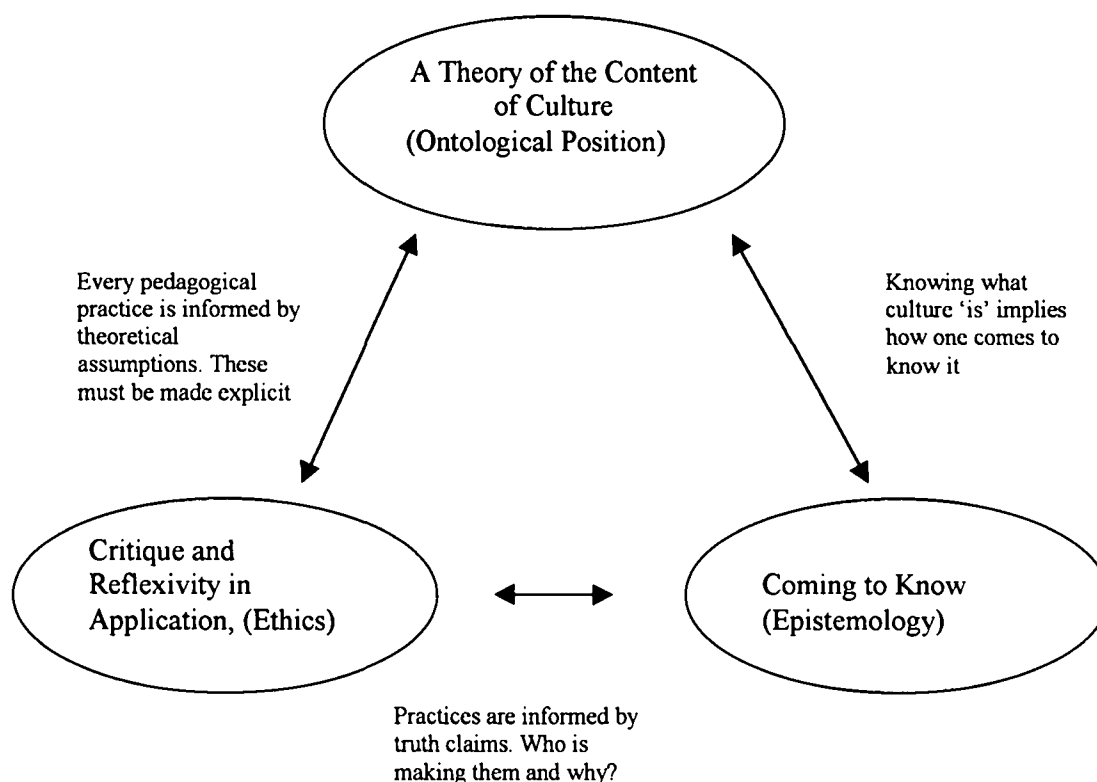 A Theory of the Content
of Culture
(Ontological Position)
Every pedagogical
practice is informed by
theoretical
assumptions. These
must be made explicit
Knowing what
culture ‘is’ implies
how one comes to
know it
Critique and
Reflexivity in
Application, (Ethics)
Coming to Know
(Epistemology)
Practices are informed by
truth claims. Who is
making them and why?